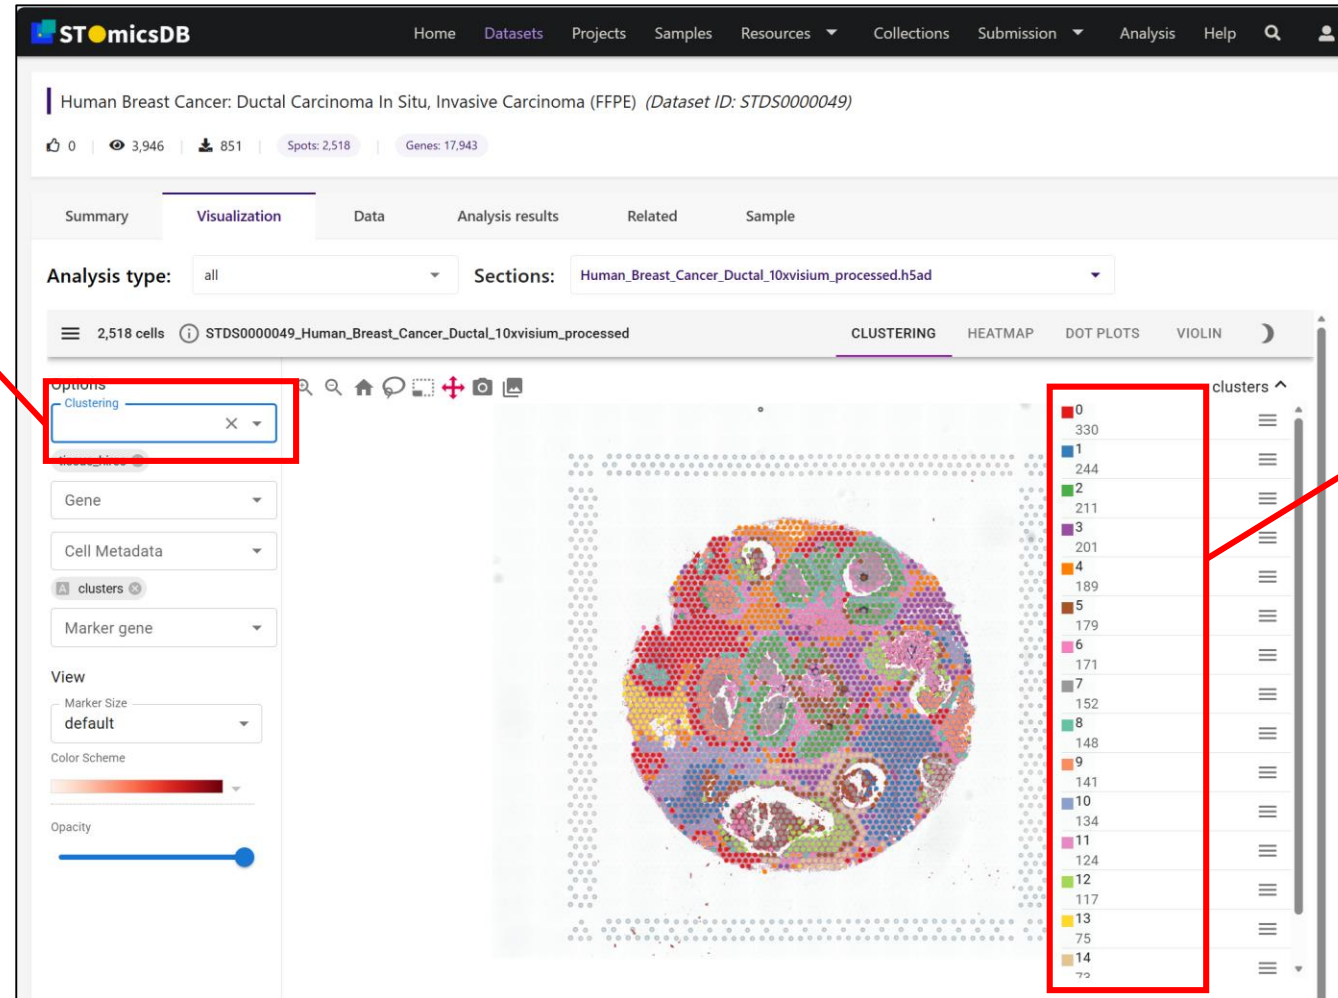 STOmicsDB Home Datasets Projects Samples Resources Collections Submission Analysis Help
Human Breast Cancer: Ductal Carcinoma In Situ, Invasive Carcinoma (FFPE) (Dataset ID: STDS0000049)
0 3,946 851 Spots: 2,518 Genes: 17,943
Summary Visualization Data Analysis results Related Sample
Analysis type: all Sections: Human_Breast_Cancer_Ductal_10xvisium_processed.h5ad
2,518 cells STDS0000049_Human_Breast_Cancer_Ductal_10xvisium_processed CLUSTERING HEATMAP DOT PLOTS VIOLIN
Options
Clustering
tissue_hires
Gene
Cell Metadata
A clusters
Marker gene
View
Marker Size
default
Color Scheme
Opacity
clusters
0
330
1
244
2
211
3
201
4
189
5
179
6
171
7
152
8
148
9
141
10
134
11
124
12
117
13
75
14
73